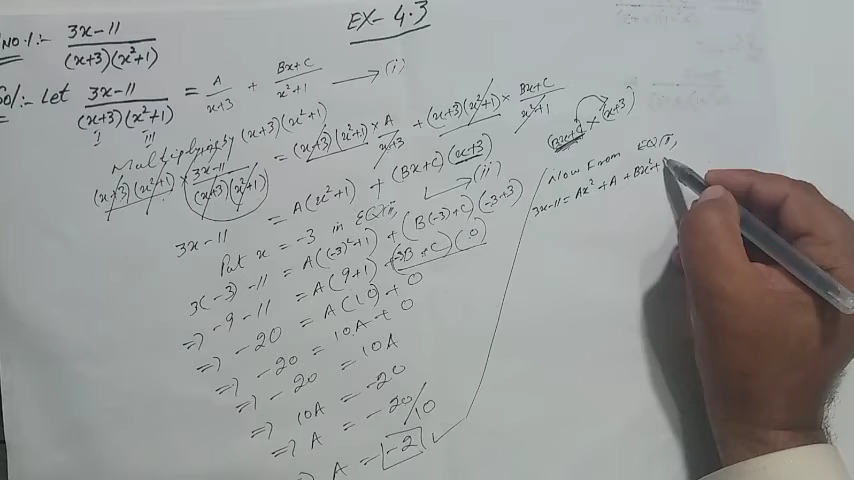 EX- 4.3
NO.1:- 3x-11 / (x+3)(x²+1)
Sol:- Let 3x-11 / (x+3)(x²+1) = A / x+3 + Bx+C / x²+1 → (i)
I II
Multiplying by (x+3)(x²+1)
(x+3)(x²+1) × 3x-11 / (x+3)(x²+1) = (x+3)(x²+1) × A / x+3 + (x+3)(x²+1) × Bx+C / x²+1
3x-11 = A(x²+1) + (Bx+C)(x+3) → (ii)
Put x = -3 in EQii,
3(-3)-11 = A((-3)²+1) + (B(-3)+C)(-3+3)
=> -9-11 = A(9+1) + (-3B+C)(0)
=> -20 = A(10) + 0
=> -20 = 10A + 0
=> -20 = 10A
=> 10A = -20
=> A = -20/10
=> A = -2
(Bx+C) × (x+3)
Now From EQii,
3x-11 = Ax² + A + Bx² +